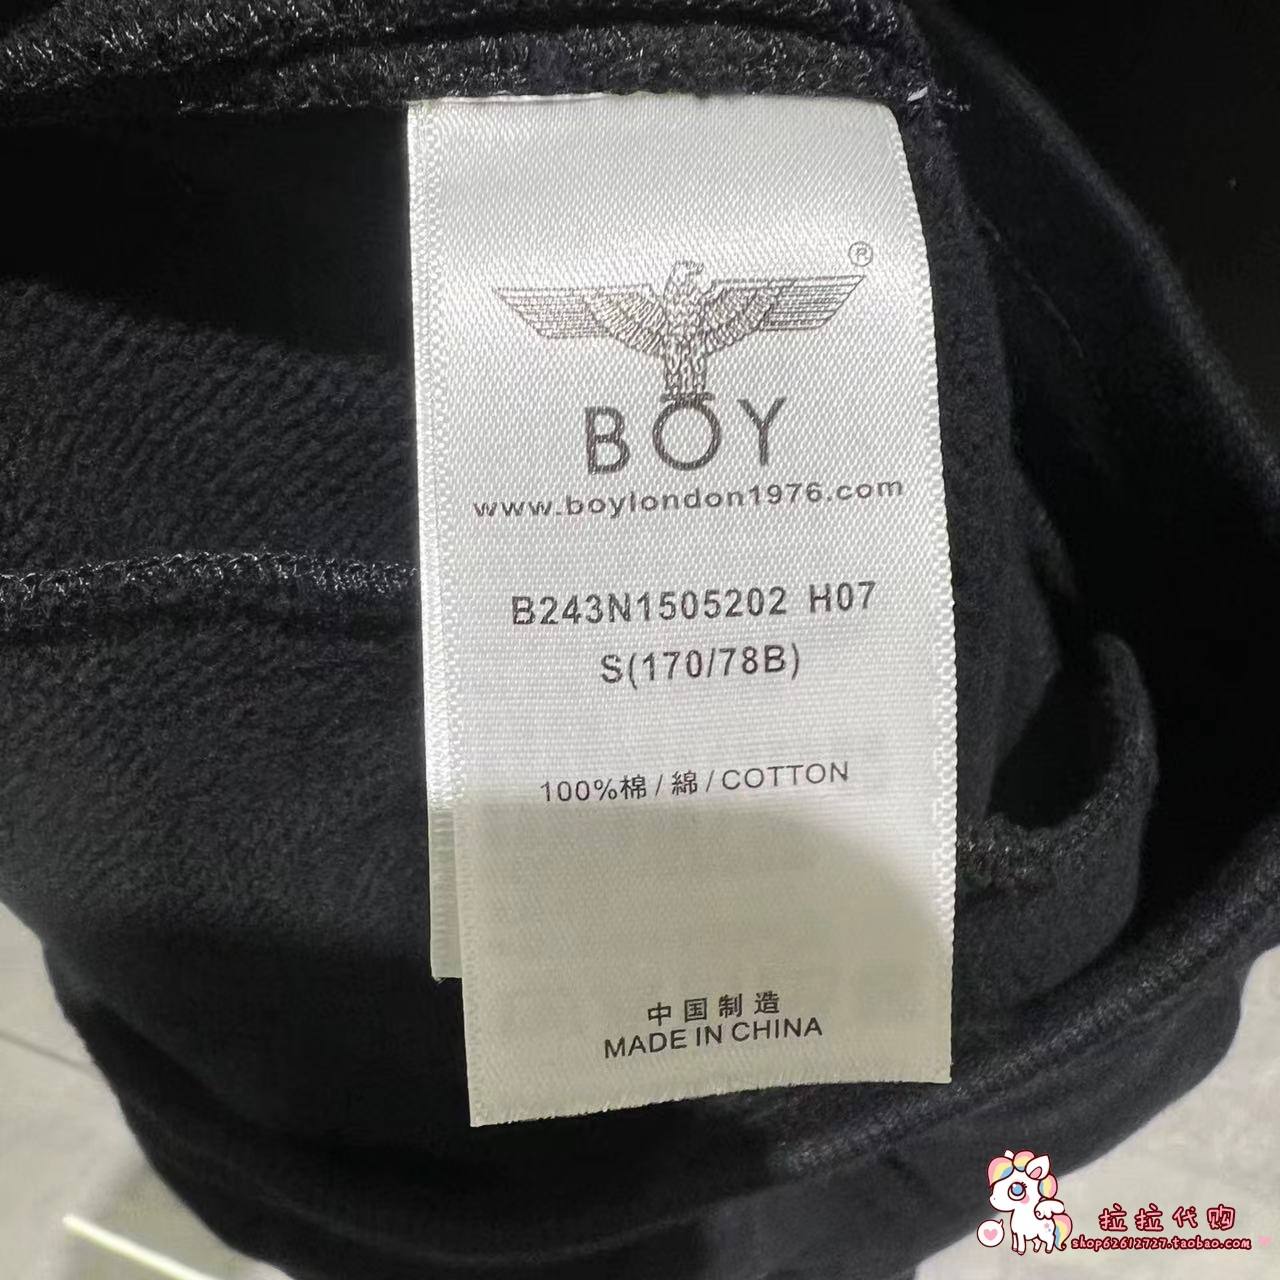 ®
BOY
www.boylondon1976.com
B243N1505202 H07
S(170/78B)
100%棉/綿/COTTON
中国制造
MADE IN CHINA
拉拉代购
shop62612727.taobao.com